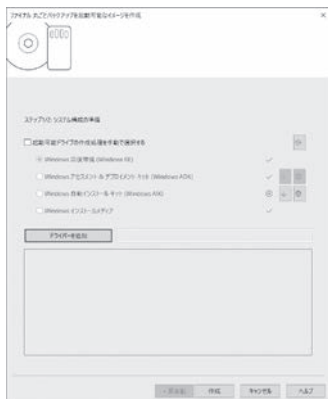 ファイナル 丸ごとバックアップを起動可能なイメージを作成
ステップ1/2: システム構成の準備
起動可能ドライブの作成処理を手動で選択する
Windows 回復環境 (Windows RE)
Windows アセスメント & デプロイメント キット (Windows ADK)
Windows 自動インストール キット (Windows AIK)
Windows インストールメディア
ドライバーを追加
作成
キャンセル
ヘルプ